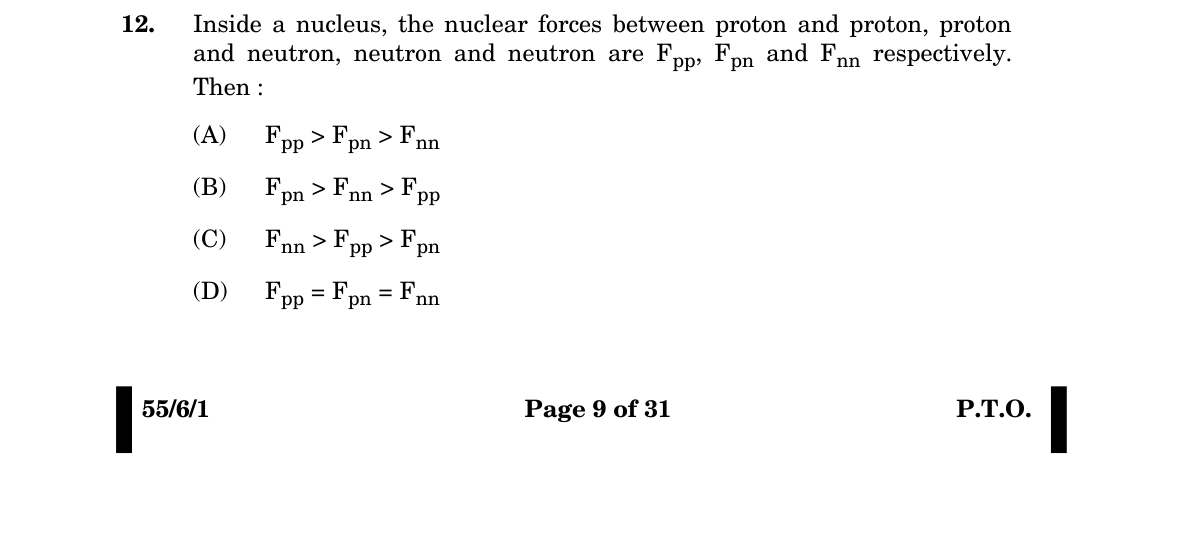 12. Inside a nucleus, the nuclear forces between proton and proton, proton
and neutron, neutron and neutron are Fpp, Fpn and Fnn respectively.
Then :
(A) Fpp > Fpn > Fnn
(B) Fpn > Fnn > Fpp
(C) Fnn > Fpp > Fpn
(D) Fpp = Fpn = Fnn
55/6/1 Page 9 of 31 P.T.O.